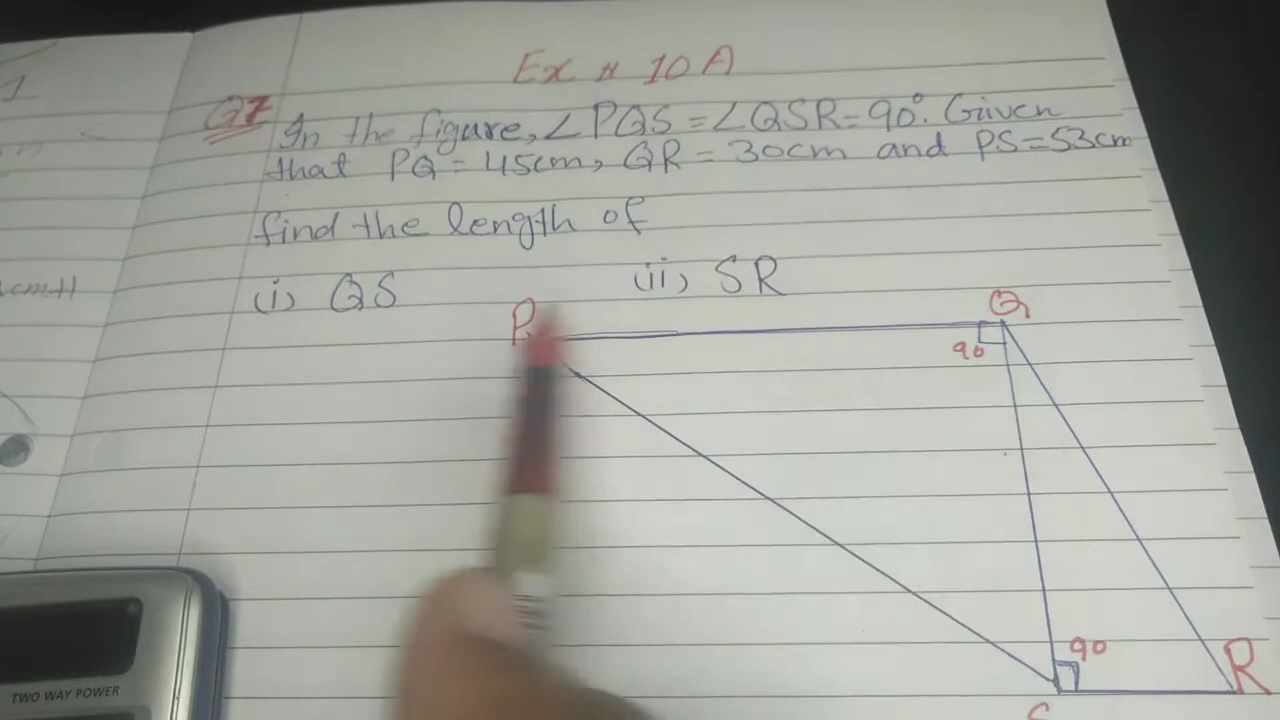 Ex # 10A
Q7 In the figure, ∠PQS = ∠QSR = 90°. Given
that PQ = 45cm, QR = 30cm and PS = 53cm
find the length of
(i) QS (ii) SR
P Q
90
90
R
S
TWO WAY POWER